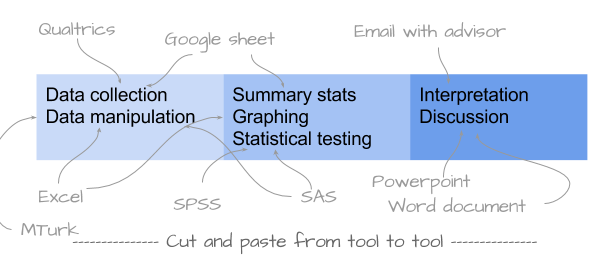 Qualtrics
Google sheet
Email with advisor
Data collection
Data manipulation
Summary stats
Graphing
Statistical testing
Interpretation
Discussion
Excel
SPSS
SAS
Powerpoint
Word document
MTurk
--------------- Cut and paste from tool to tool ---------------